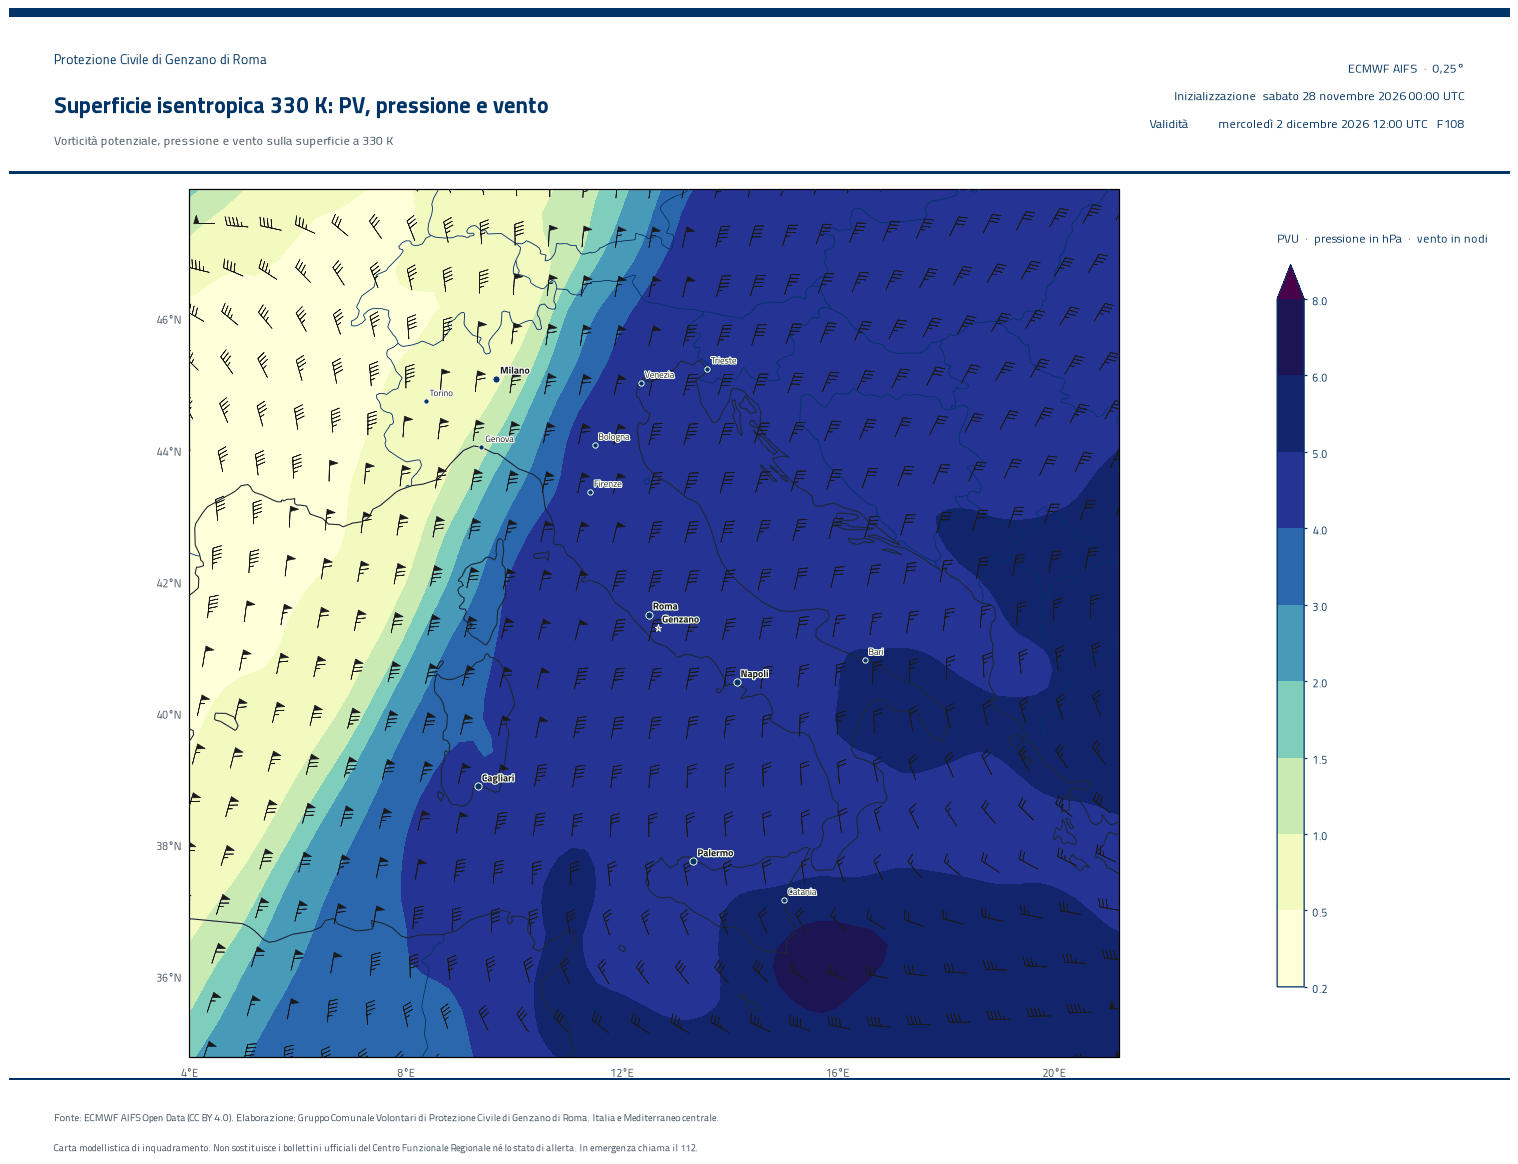 Protezione Civile di Genzano di Roma
Superficie isentropica 330 K: PV, pressione e vento
Vorticità potenziale, pressione e vento sulla superficie a 330 K
ECMWF AIFS · 0,25°
Inizializzazione sabato 28 novembre 2026 00:00 UTC
Validità mercoledì 2 dicembre 2026 12:00 UTC F108
PVU · pressione in hPa · vento in nodi
8.0
6.0
5.0
4.0
3.0
2.0
1.5
1.0
0.5
0.2
46°N
44°N
42°N
40°N
38°N
36°N
4°E
8°E
12°E
16°E
20°E
Trieste
Milano
Venezia
Torino
Genova
Bologna
Firenze
Roma
Genzano
Bari
Napoli
Cagliari
Palermo
Catania
Fonte: ECMWF AIFS Open Data (CC BY 4.0). Elaborazione: Gruppo Comunale Volontari di Protezione Civile di Genzano di Roma. Italia e Mediterraneo centrale.
Carta modellistica di inquadramento. Non sostituisce i bollettini ufficiali del Centro Funzionale Regionale né lo stato di allerta. In emergenza chiama il 112.